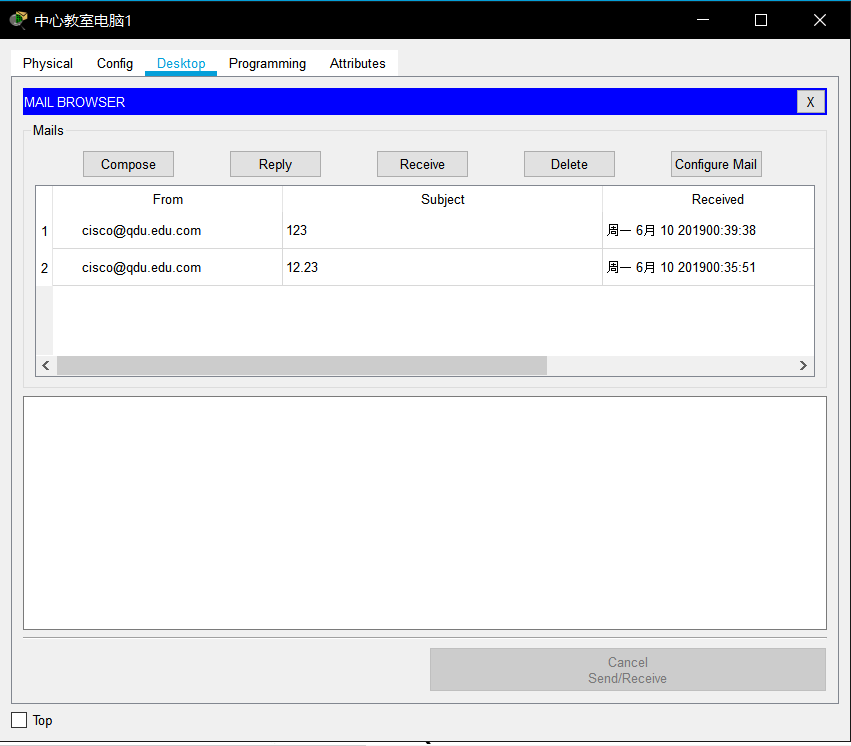 中心教室电脑1
Physical Config Desktop Programming Attributes
MAIL BROWSER X
Mails
Compose Reply Receive Delete Configure Mail
From Subject Received
1 cisco@qdu.edu.com 123 周一 6月 10 201900:39:38
2 cisco@qdu.edu.com 12.23 周一 6月 10 201900:35:51
Cancel
Send/Receive
Top